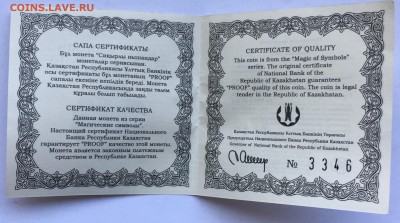 COINS.LAVE.RU
САПА СЕРТИФИКАТЫ
Бұл монета "Сиқырлы нышандар"
монеталар сериясынан.
Қазақстан Республикасы Ұлттық Банкінің
осы сертификаты бұл монетаның "PROOF"
сапалы екеніне кепілдік береді. Монета
Қазақстан Республикасында заңды төлем
құралы болып табылады.
СЕРТИФИКАТ КАЧЕСТВА
Данная монета из серии
"Магические символы"
Настоящий сертификат Национального
Банка Республики Казахстан
гарантирует "PROOF" качество этой монеты.
Монета является законным платежным
средством в Республике Казахстан.
CERTIFICATE OF QUALITY
This coin is from the "Magic of Symbols"
series. The original certificate
of National Bank of the
Republic of Kazakhstan guarantees
"PROOF" quality of this coin. The coin is legal
tender in the Republic of Kazakhstan.
Қазақстан Республикасы Ұлттық Банкінің Төрағасы
Председатель Национального Банка Республики Казахстан
Governor of National Bank of the Republic of Kazakhstan
№ 3346